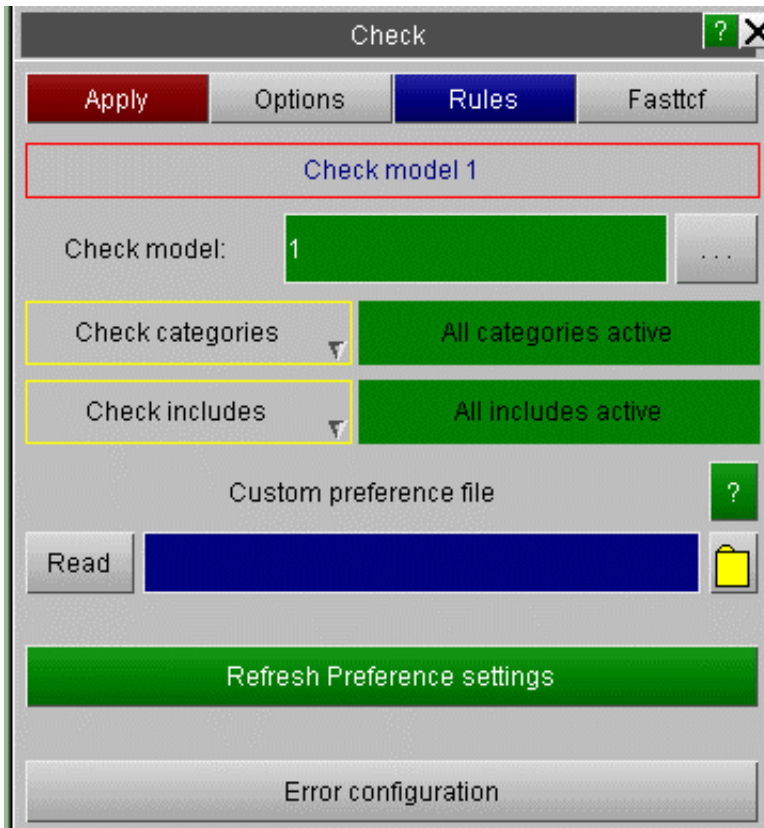 Check ? X
Apply Options Rules Fasttcf
Check model 1
Check model: 1 ...
Check categories All categories active
Check includes All includes active
Custom preference file ?
Read
Refresh Preference settings
Error configuration